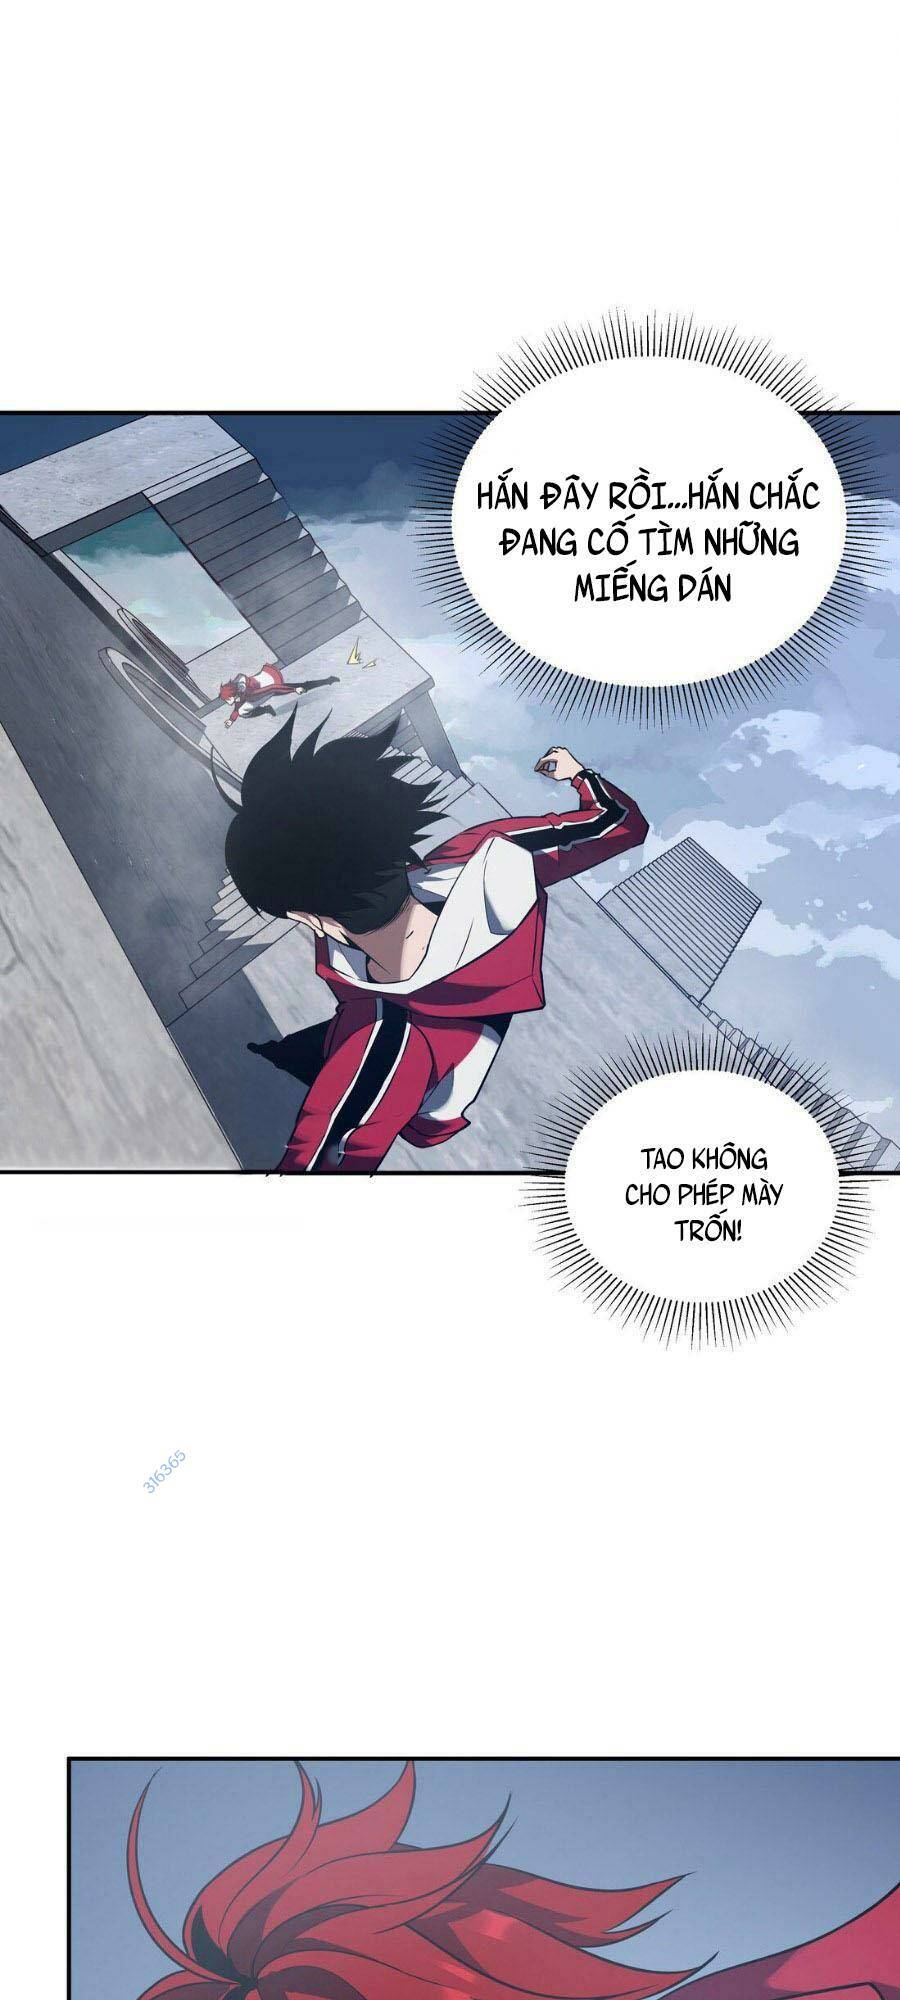 HẮN ĐÂY RỒI...HẮN CHẮC
ĐANG CỐ TÌM NHỮNG
MIẾNG DÁN
TAO KHÔNG
CHO PHÉP MÀY
TRỐN!
316365